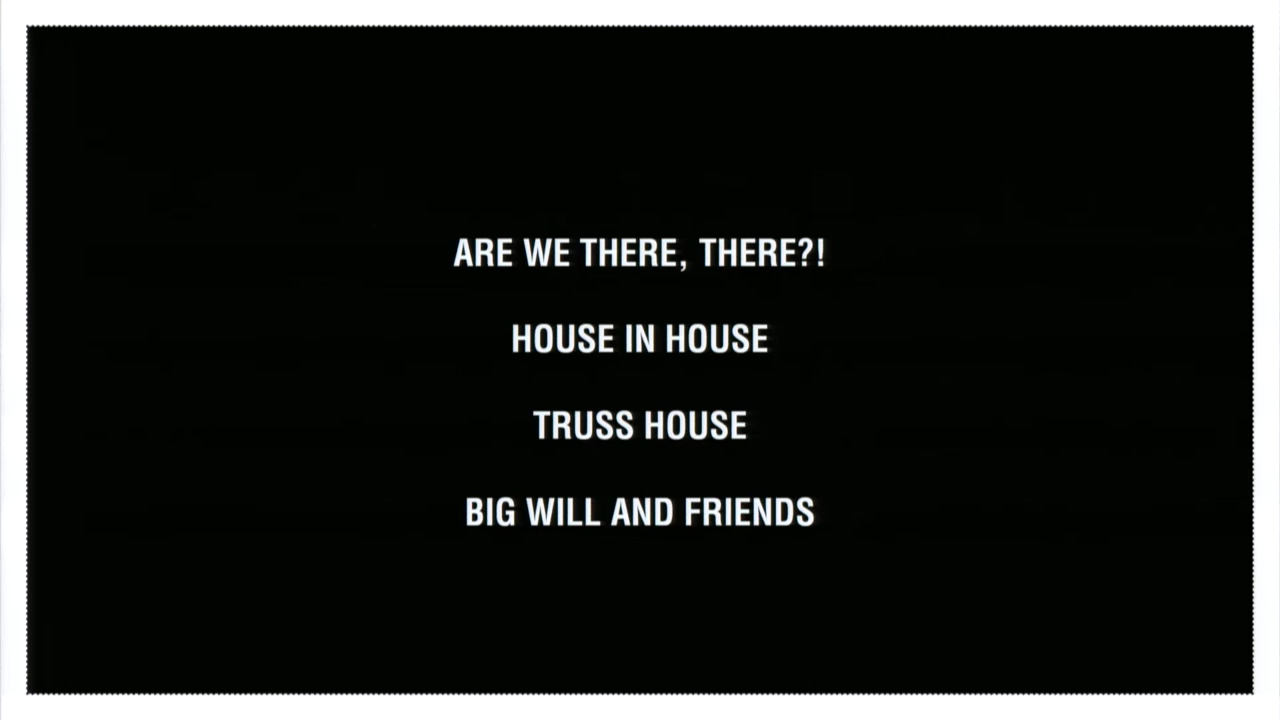 ARE WE THERE, THERE?!
HOUSE IN HOUSE
TRUSS HOUSE
BIG WILL AND FRIENDS